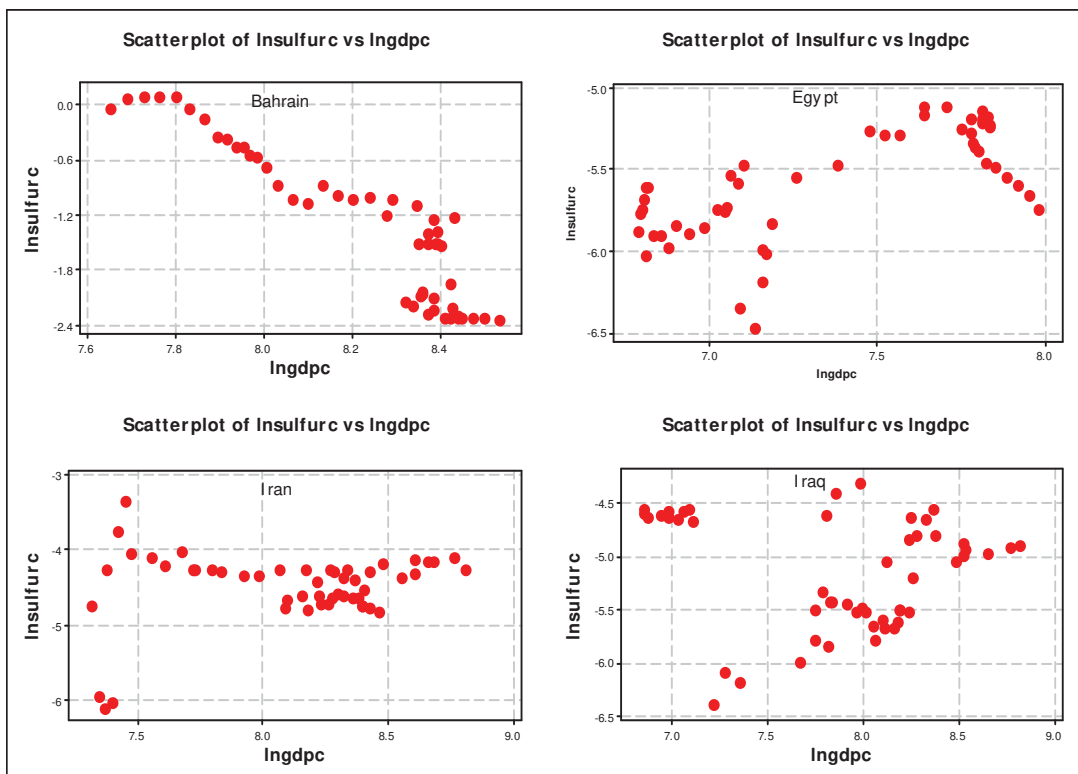 Scatterplot of lnsulfurc vs lngdpc
Bahrain
lnsulfurc
0.0
-0.6
-1.2
-1.8
-2.4
7.6 7.8 8.0 8.2 8.4
lngdpc
Scatterplot of lnsulfurc vs lngdpc
Egypt
lnsulfurc
-5.0
-5.5
-6.0
-6.5
7.0 7.5 8.0
lngdpc
Scatterplot of lnsulfurc vs lngdpc
Iran
lnsulfurc
-3
-4
-5
-6
7.5 8.0 8.5 9.0
lngdpc
Scatterplot of lnsulfurc vs lngdpc
Iraq
lnsulfurc
-4.5
-5.0
-5.5
-6.0
-6.5
7.0 7.5 8.0 8.5 9.0
lngdpc